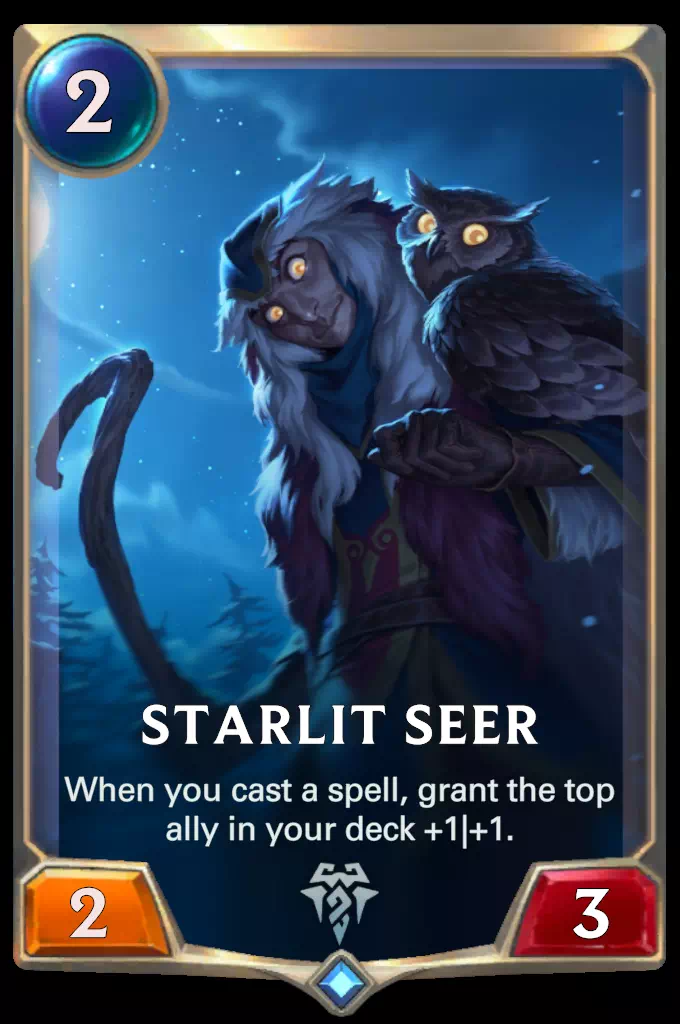 2
STARLIT SEER
When you cast a spell, grant the top
ally in your deck +1|+1.
2
3